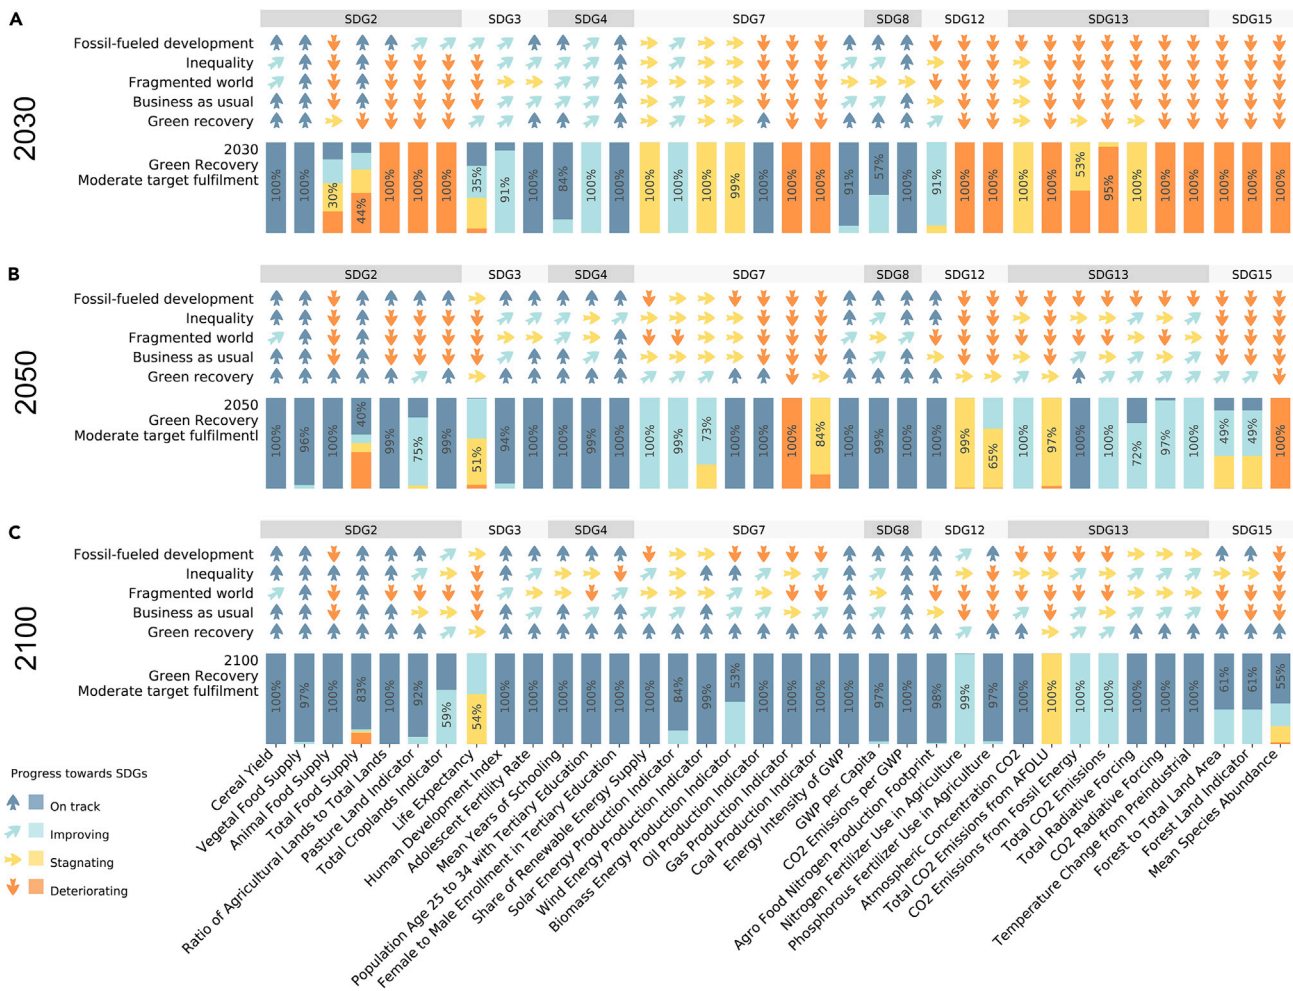 A
SDG2 SDG3 SDG4 SDG7 SDG8 SDG12 SDG13 SDG15
2030
Fossil-fueled development
Inequality
Fragmented world
Business as usual
Green recovery
2030
Green Recovery
Moderate target fulfilment
100% 100% 30% 44% 100% 100% 100% 35% 91% 100% 84% 100% 100% 100% 100% 100% 99% 100% 100% 100% 91% 57% 100% 91% 100% 100% 100% 100% 53% 95% 100% 100% 100% 100% 100% 100%
B
SDG2 SDG3 SDG4 SDG7 SDG8 SDG12 SDG13 SDG15
2050
Fossil-fueled development
Inequality
Fragmented world
Business as usual
Green recovery
2050
Green Recovery
Moderate target fulfilmentl
100% 96% 100% 40% 99% 75% 99% 51% 94% 100% 100% 99% 100% 100% 99% 73% 100% 100% 100% 84% 100% 99% 100% 100% 99% 65% 100% 97% 100% 100% 72% 97% 100% 49% 49% 100%
C
SDG2 SDG3 SDG4 SDG7 SDG8 SDG12 SDG13 SDG15
2100
Fossil-fueled development
Inequality
Fragmented world
Business as usual
Green recovery
2100
Green Recovery
Moderate target fulfilment
100% 97% 100% 83% 100% 92% 59% 54% 100% 100% 100% 100% 100% 100% 84% 99% 53% 100% 100% 100% 100% 97% 100% 98% 99% 97% 100% 100% 100% 100% 100% 100% 100% 61% 61% 55%
Cereal Yield
Vegetal Food Supply
Animal Food Supply
Total Food Supply
Ratio of Agricultural Lands to Total Lands
Pasture Land Indicator
Total Croplands Indicator
Life Expectancy
Human Development Index
Adolescent Fertility Rate
Mean Years of Schooling
Population Age 25 to 34 with Tertiary Education
Female to Male Enrollment in Tertiary Education
Share of Renewable Energy Supply
Solar Energy Production Indicator
Wind Energy Production Indicator
Biomass Energy Production Indicator
Oil Production Indicator
Gas Production Indicator
Coal Production Indicator
Energy Intensity of GWP
GWP per Capita
CO2 Emissions per GWP
Agro Food Nitrogen Production Footprint
Nitrogen Fertilizer Use in Agriculture
Phosphorous Fertilizer Use in Agriculture
Atmospheric Concentration CO2
Total CO2 Emissions from AFOLU
CO2 Emissions from Fossil Energy
Total CO2 Emissions
Total Radiative Forcing
CO2 Radiative Forcing
Temperature Change from Preindustrial
Forest to Total Land Area
Forest Land Indicator
Mean Species Abundance
Progress towards SDGs
On track
Improving
Stagnating
Deteriorating